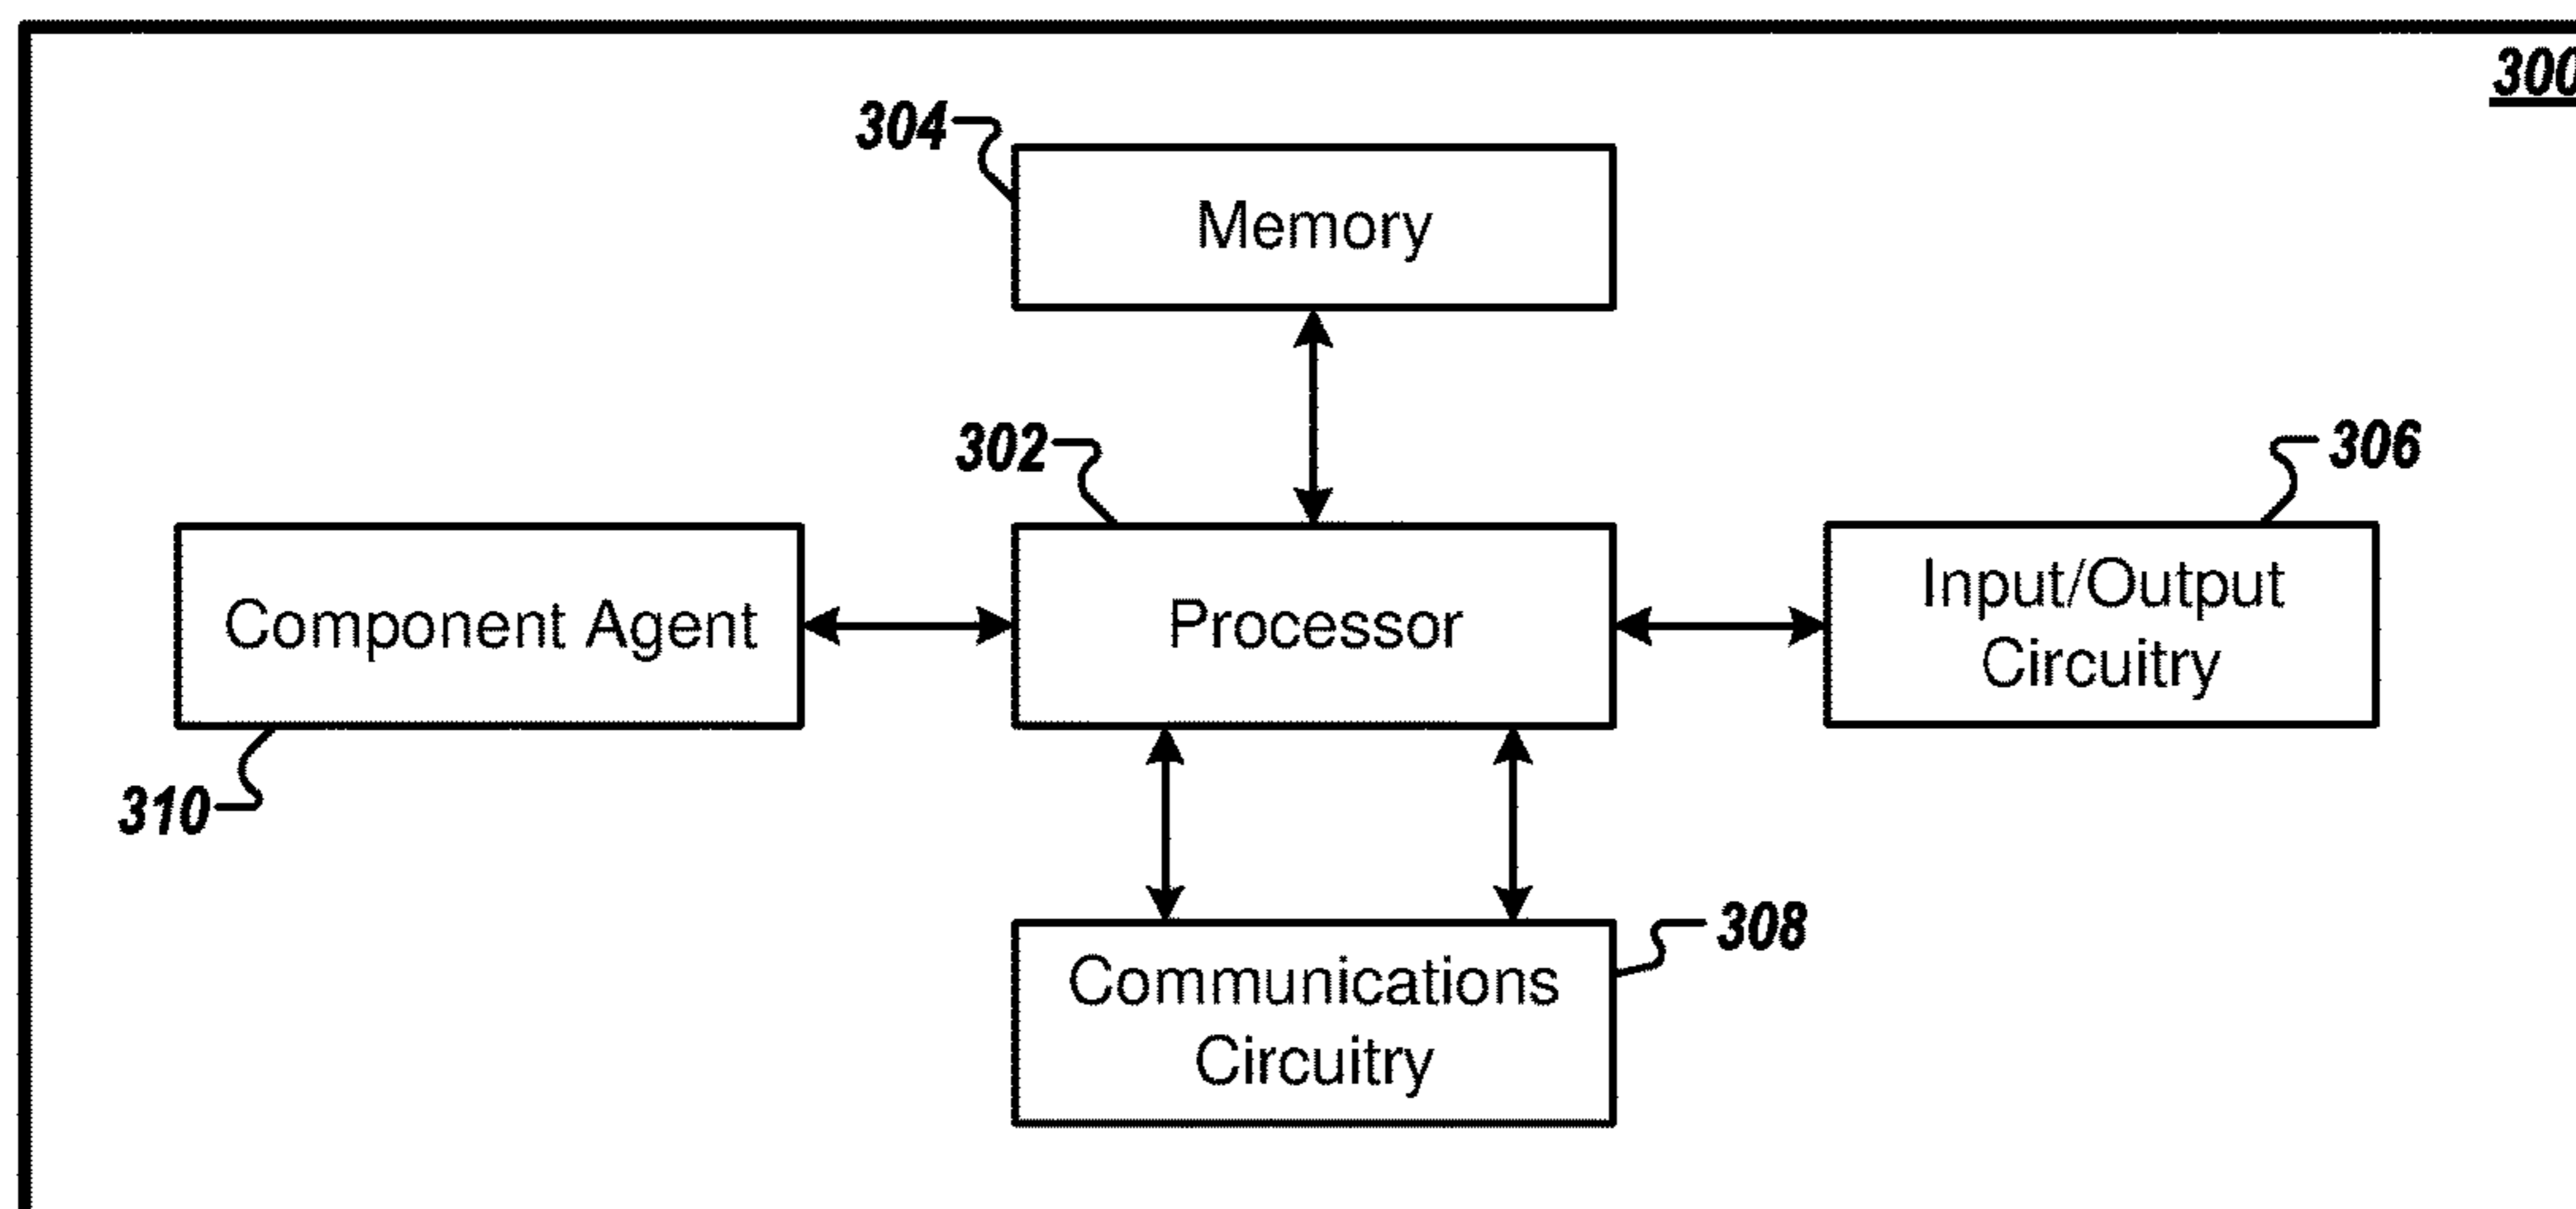 300
304
Memory
302
306
Component Agent
Processor
Input/Output
Circuitry
310
308
Communications
Circuitry